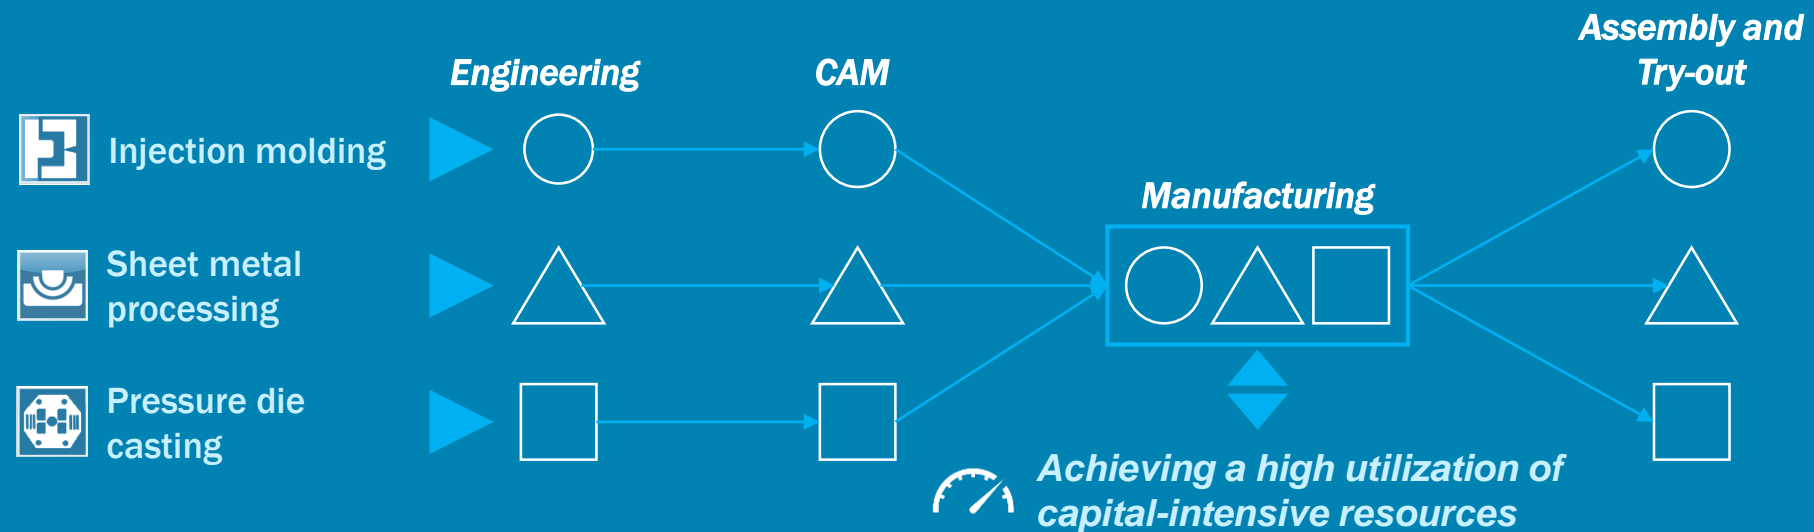 Assembly and
Try-out
Engineering
CAM
Injection molding
Manufacturing
Sheet metal
processing
Pressure die
casting
Achieving a high utilization of
capital-intensive resources